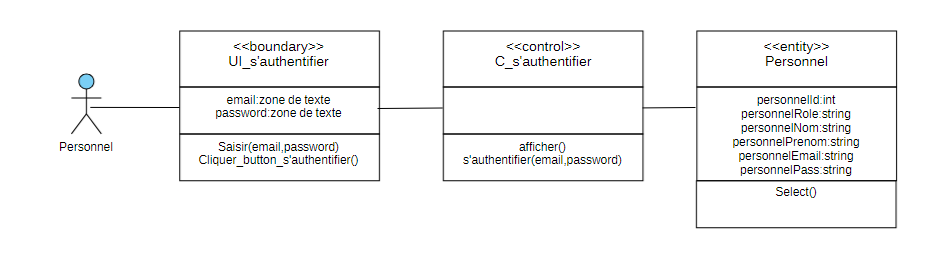 Personnel
<<boundary>>
UI_s'authentifier
email:zone de texte
password:zone de texte
Saisir(email,password)
Cliquer_button_s'authentifier()
<<control>>
C_s'authentifier
afficher()
s'authentifier(email,password)
<<entity>>
Personnel
personnelId:int
personnelRole:string
personnelNom:string
personnelPrenom:string
personnelEmail:string
personnelPass:string
Select()